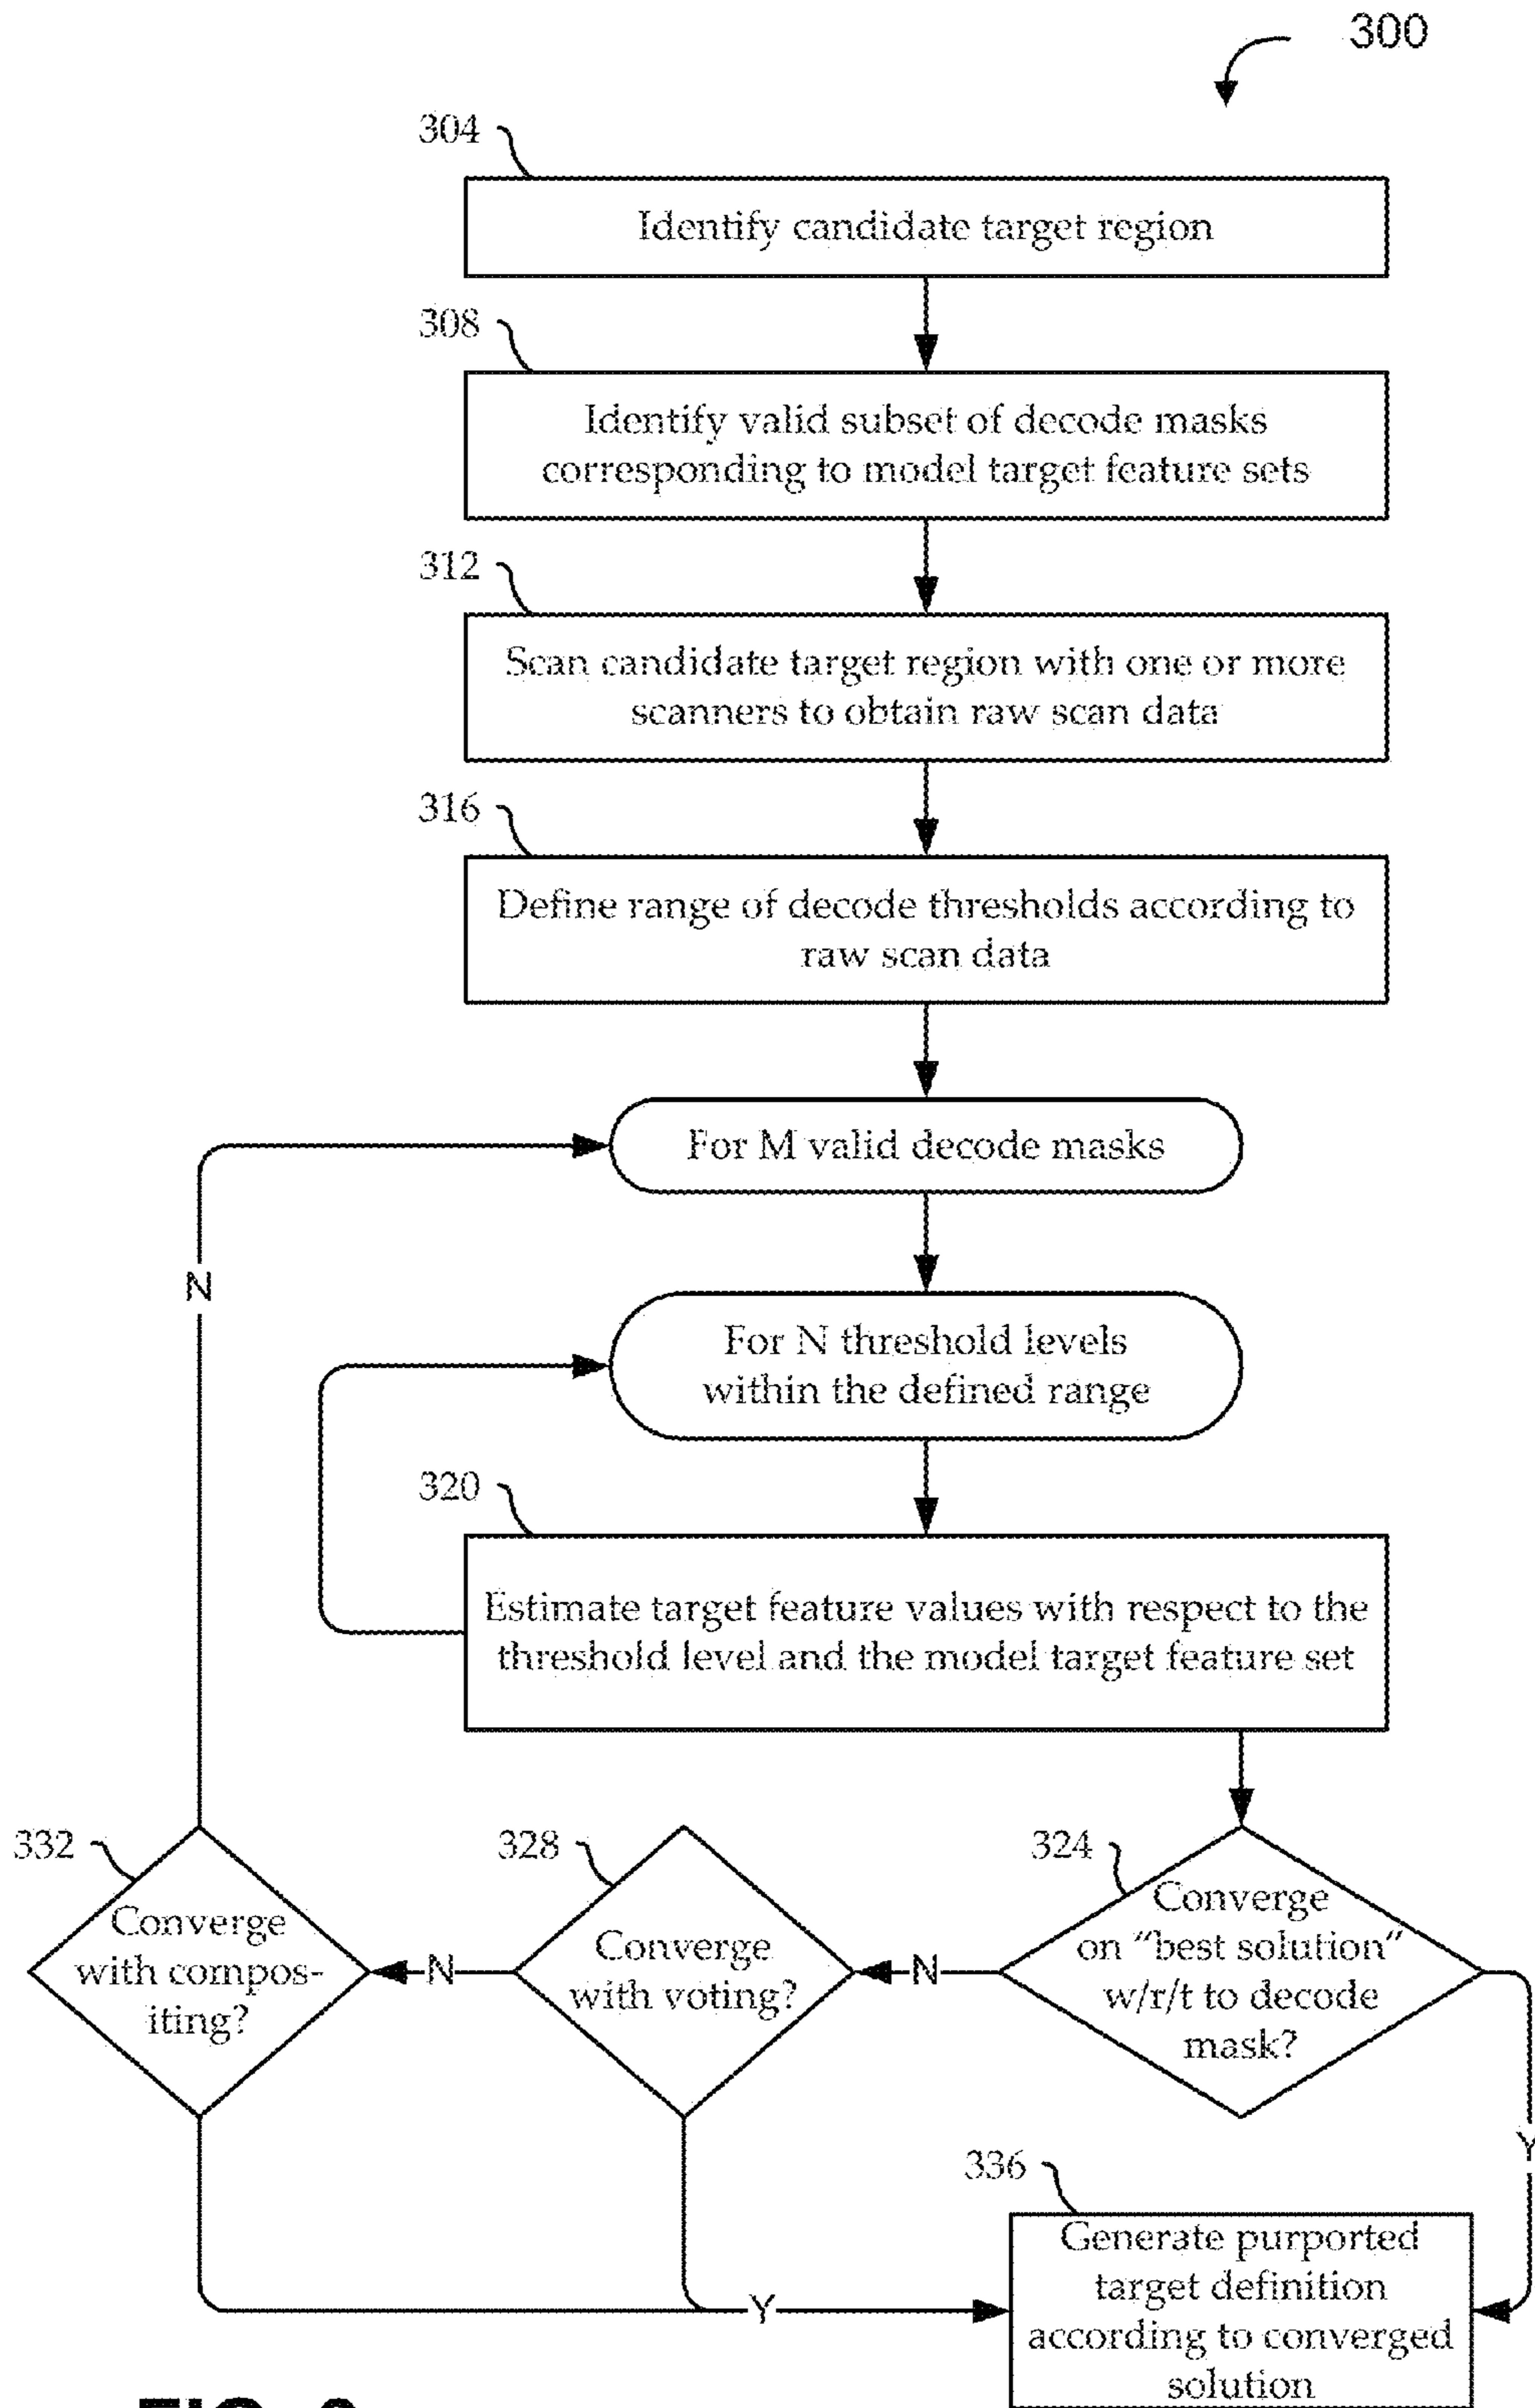 300
304
Identify candidate target region
308
Identify valid subset of decode masks
corresponding to model target feature sets
312
Scan candidate target region with one or more
scanners to obtain raw scan data
316
Define range of decode thresholds according to
raw scan data
For M valid decode masks
N
For N threshold levels
within the defined range
320
Estimate target feature values with respect to the
threshold level and the model target feature set
332
Converge
with compos-
iting?
N
328
Converge
with voting?
N
324
Converge
on "best solution"
w/r/t to decode
mask?
Y
336
Generate purported
target definition
according to converged
solution
Y